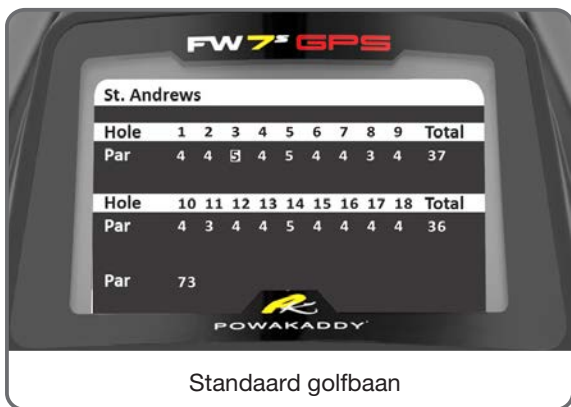 FW7s GPS
St. Andrews
Hole 1 2 3 4 5 6 7 8 9 Total
Par 4 4 5 4 5 4 4 3 4 37
Hole 10 11 12 13 14 15 16 17 18 Total
Par 4 3 4 4 5 4 4 4 4 36
Par 73
POWAKADDY
Standaard golfbaan